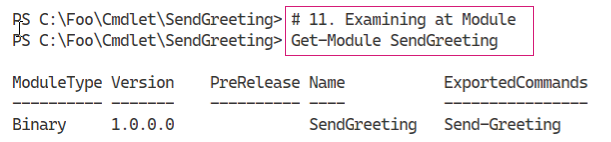 PS C:\Foo\Cmdlet\SendGreeting> # 11. Examining at Module
PS C:\Foo\Cmdlet\SendGreeting> Get-Module SendGreeting
ModuleType Version    PreRelease Name         ExportedCommands
---------- -------    ---------- ----         ----------------
Binary     1.0.0.0               SendGreeting Send-Greeting